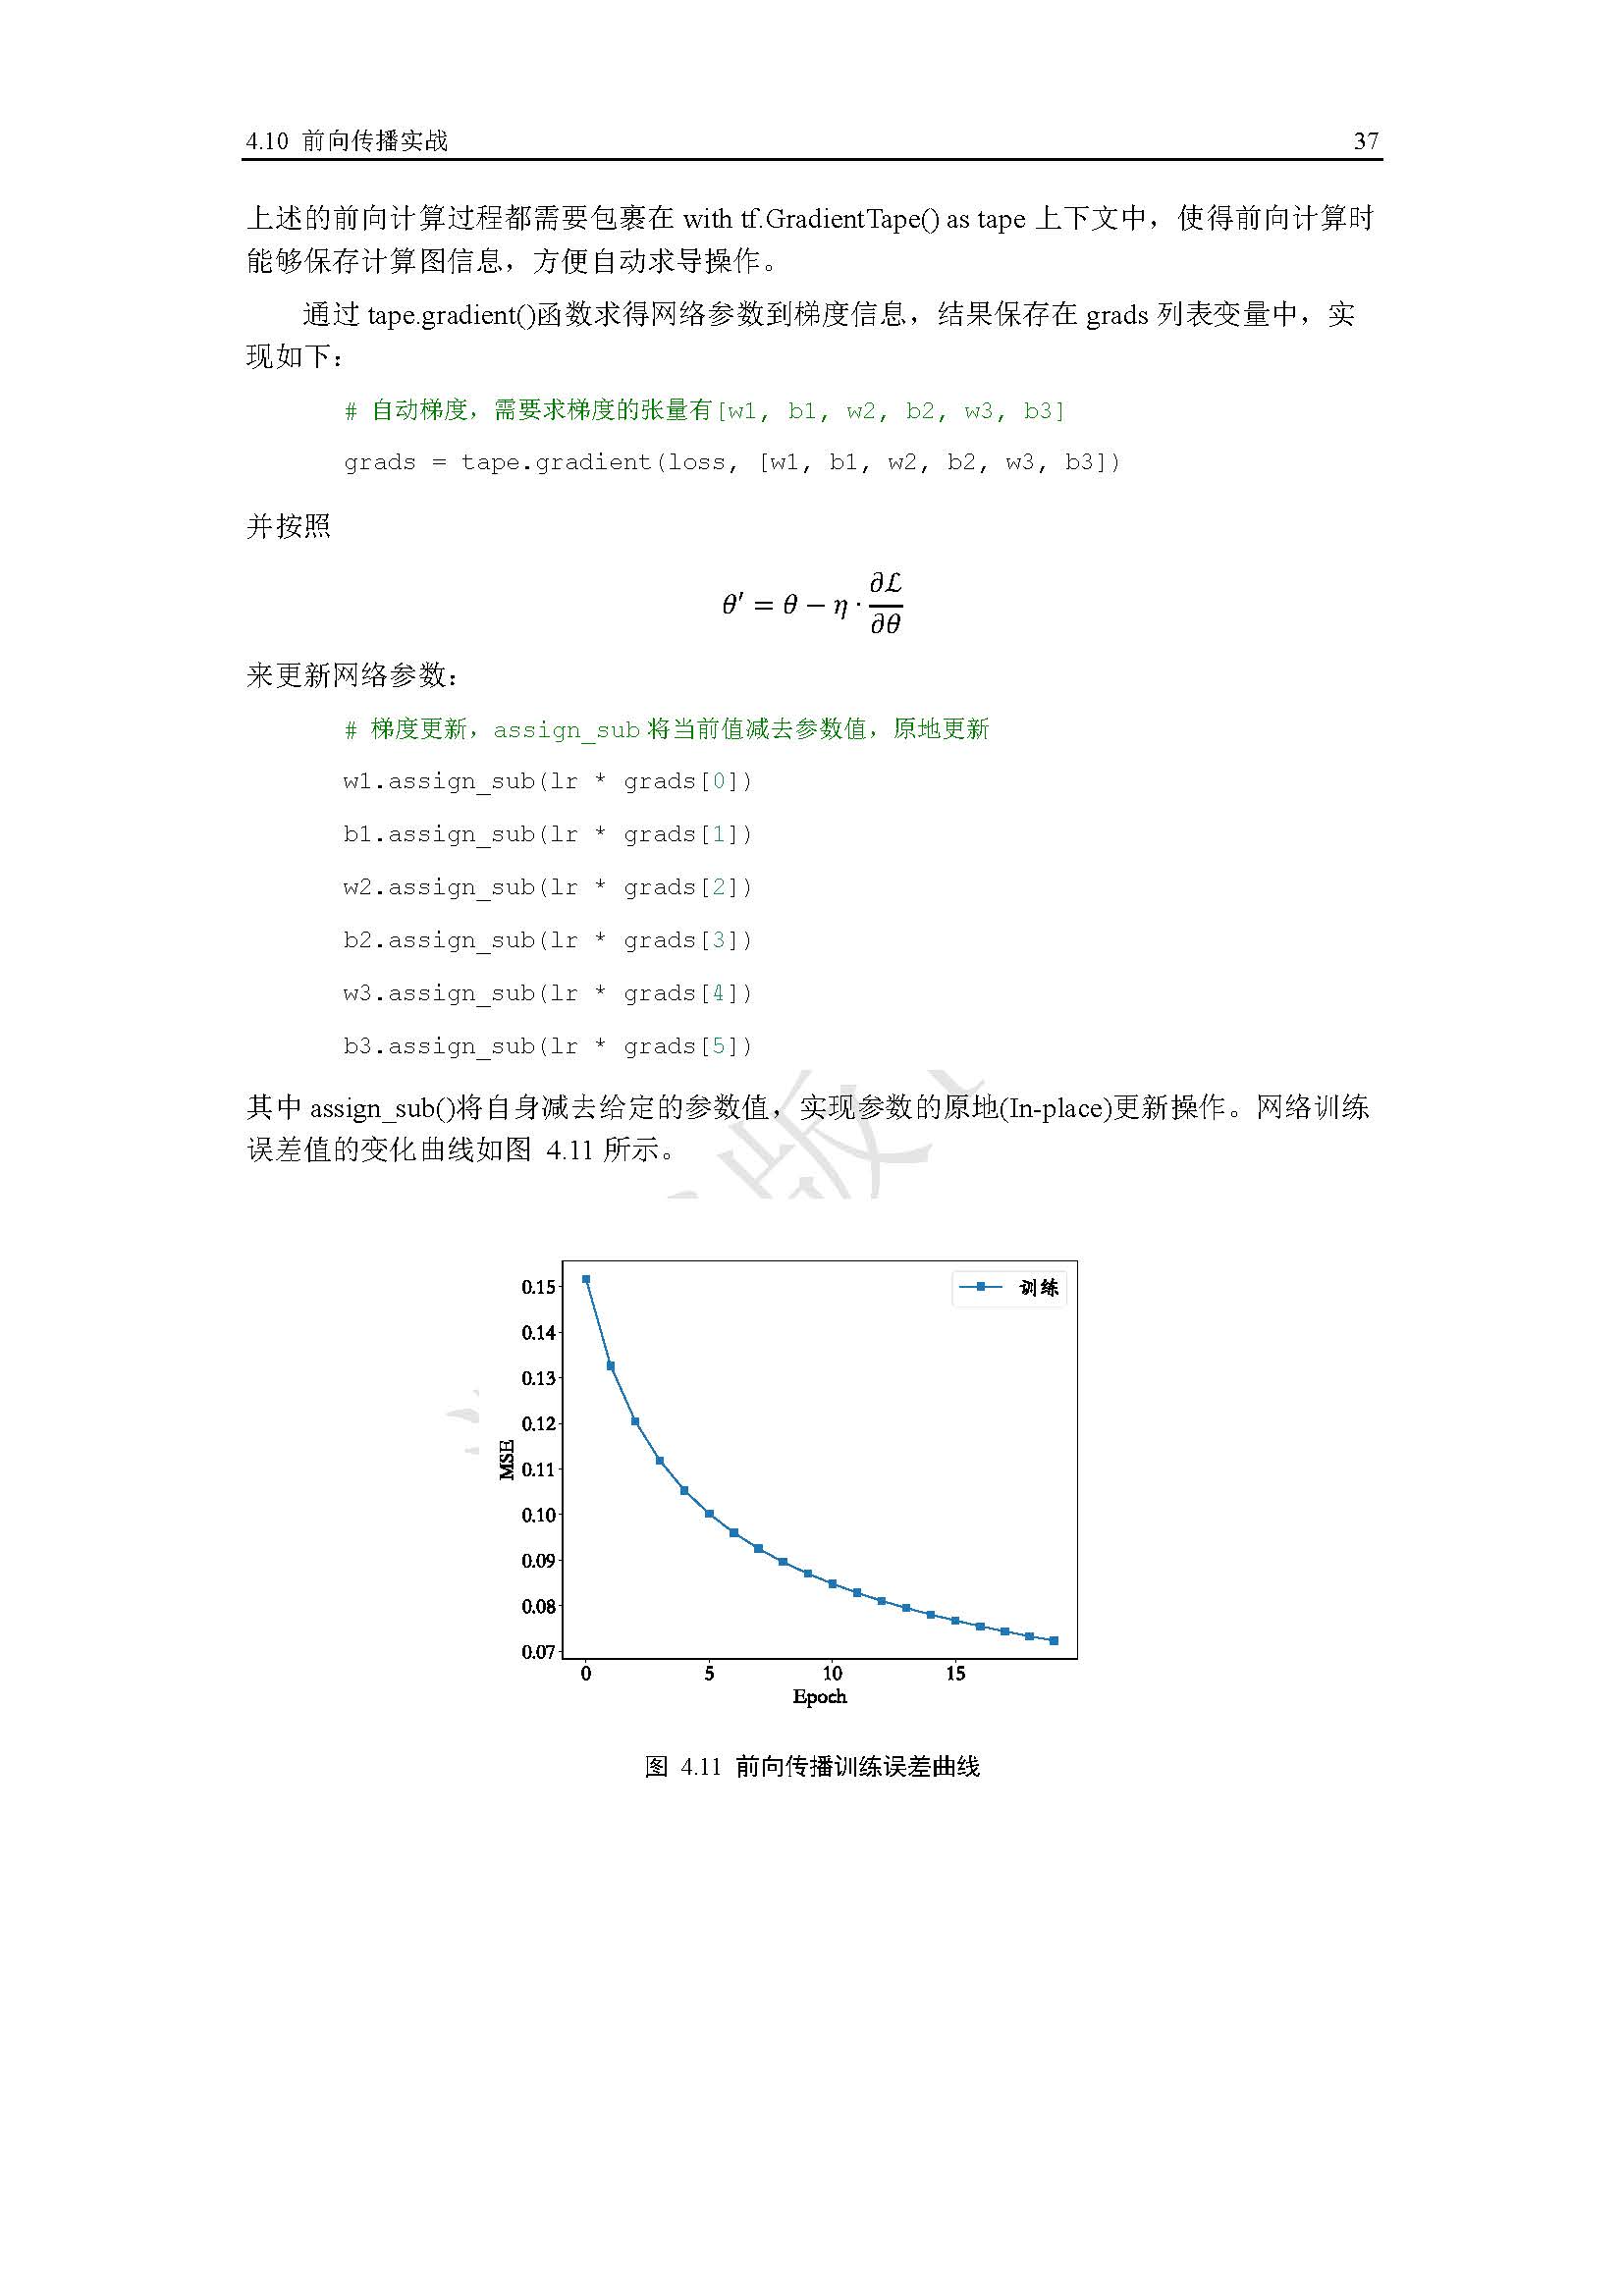 4.10 前向传播实战 37
上述的前向计算过程都需要包裹在 with tf.GradientTape() as tape 上下文中，使得前向计算时
能够保存计算图信息，方便自动求导操作。
通过 tape.gradient()函数求得网络参数到梯度信息，结果保存在 grads 列表变量中，实
现如下：
# 自动梯度，需要求梯度的张量有[w1, b1, w2, b2, w3, b3]
grads = tape.gradient(loss, [w1, b1, w2, b2, w3, b3])
并按照
θ′ = θ − η · ∂ℒ/∂θ
来更新网络参数：
# 梯度更新，assign_sub 将当前值减去参数值，原地更新
w1.assign_sub(lr * grads[0])
b1.assign_sub(lr * grads[1])
w2.assign_sub(lr * grads[2])
b2.assign_sub(lr * grads[3])
w3.assign_sub(lr * grads[4])
b3.assign_sub(lr * grads[5])
其中 assign_sub()将自身减去给定的参数值，实现参数的原地(In-place)更新操作。网络训练
误差值的变化曲线如图 4.11 所示。
训练
0.15
0.14
0.13
0.12
0.11
0.10
0.09
0.08
0.07
MSE
0 5 10 15
Epoch
图 4.11 前向传播训练误差曲线